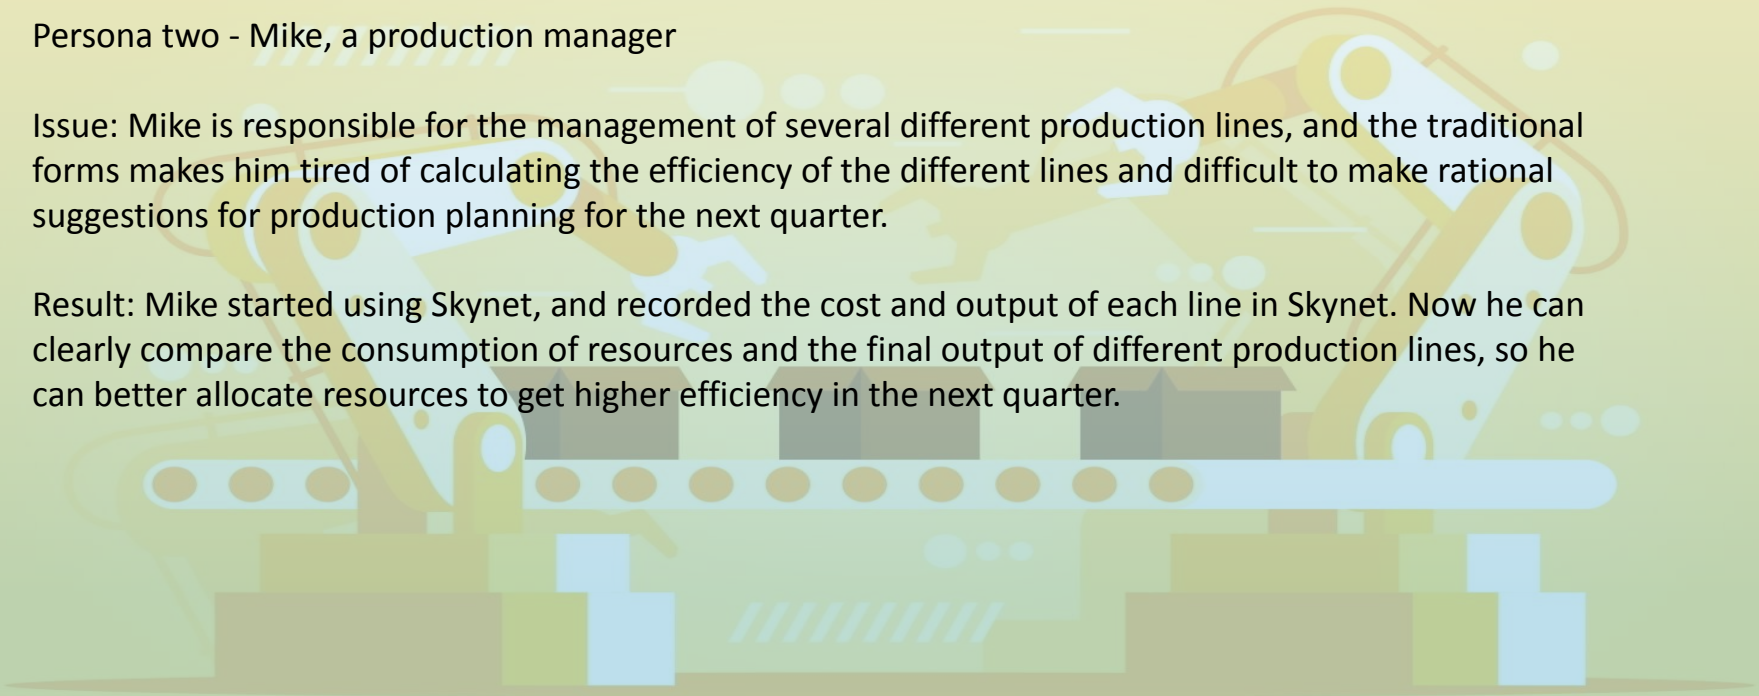 Persona two - Mike, a production manager
Issue: Mike is responsible for the management of several different production lines, and the traditional
forms makes him tired of calculating the efficiency of the different lines and difficult to make rational
suggestions for production planning for the next quarter.
Result: Mike started using Skynet, and recorded the cost and output of each line in Skynet. Now he can
clearly compare the consumption of resources and the final output of different production lines, so he
can better allocate resources to get higher efficiency in the next quarter.